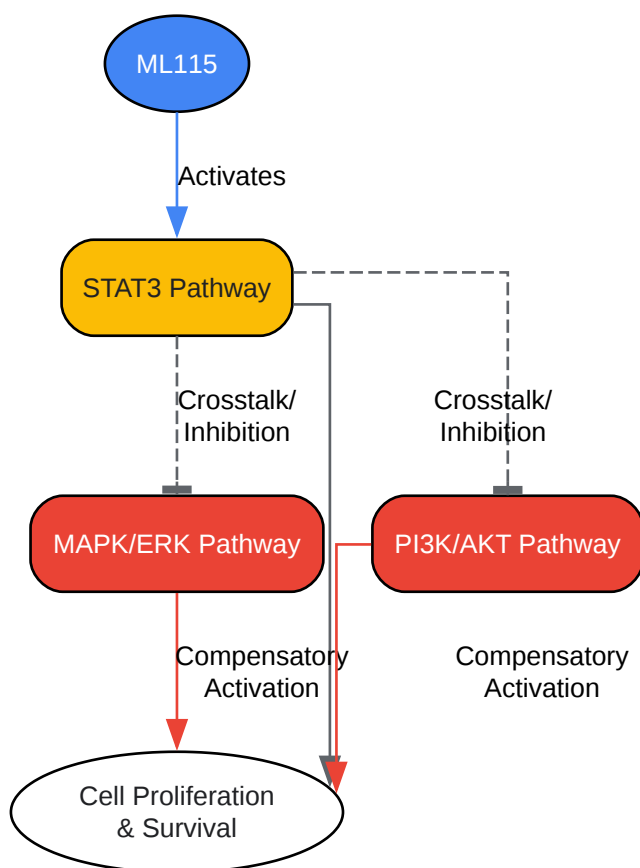 ML115
Activates
STAT3 Pathway
Crosstalk/
Inhibition
Crosstalk/
Inhibition
MAPK/ERK Pathway
PI3K/AKT Pathway
Compensatory
Activation
Compensatory
Activation
Cell Proliferation
& Survival